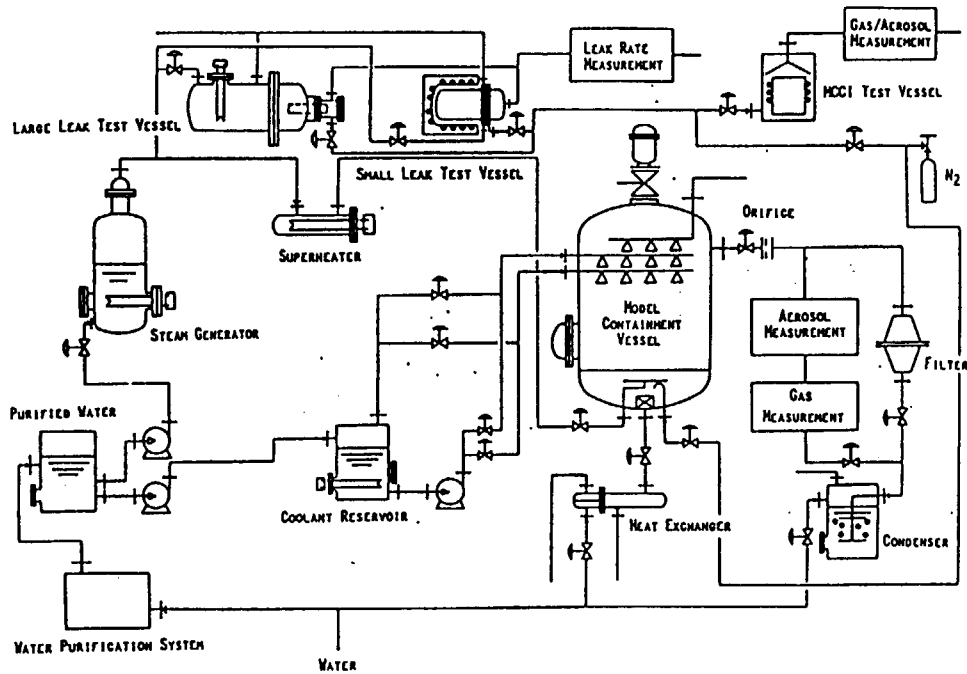 Gas/Aerosol
Measurement
Leak Rate
Measurement
MCCI Test Vessel
Large Leak Test Vessel
Small Leak Test Vessel
N2
Superheater
Orifice
Steam Generator
Model
Containment
Vessel
Aerosol
Measurement
Filter
Gas
Measurement
Purified Water
Coolant Reservoir
Heat Exchanger
Condenser
Water Purification System
Water